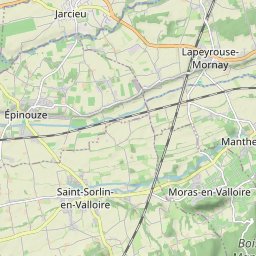 Jarcieu
Lapeyrouse-
Mornay
Épinouze
Manthe
Saint-Sorlin-
en-Valloire
Moras-en-Valloire
Bois